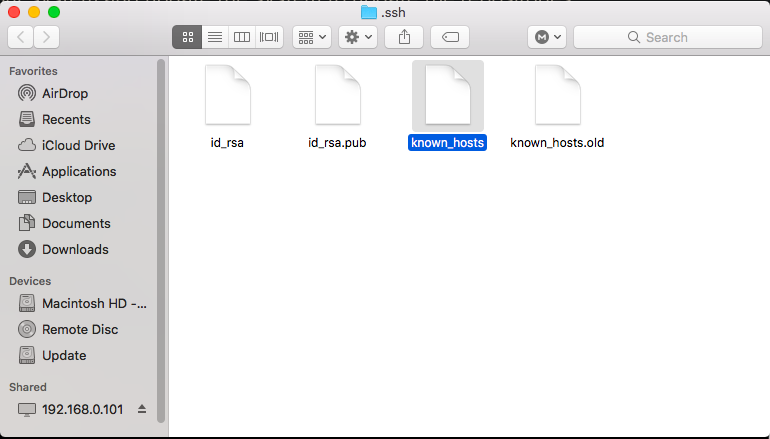 .ssh
Search
Favorites
AirDrop
Recents
iCloud Drive
Applications
Desktop
Documents
Downloads
Devices
Macintosh HD -...
Remote Disc
Update
Shared
192.168.0.101
id_rsa
id_rsa.pub
known_hosts
known_hosts.old